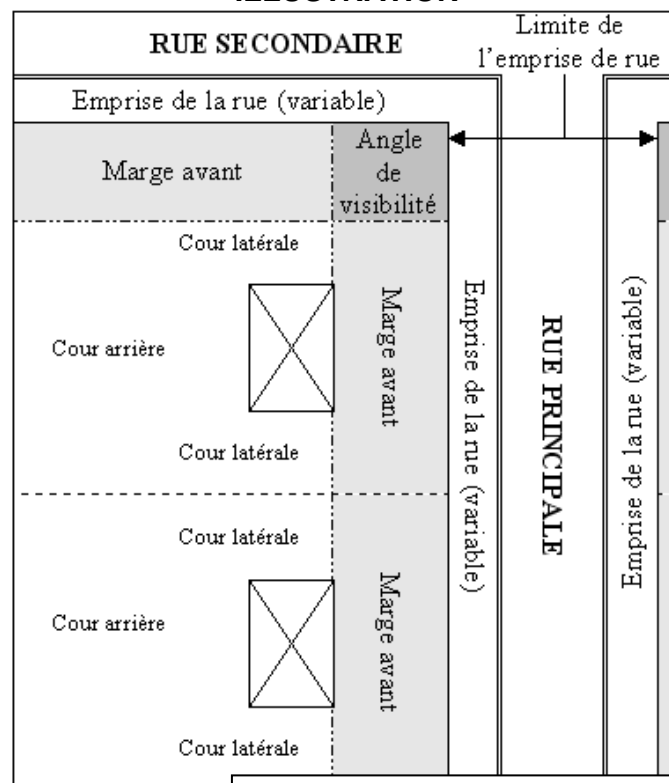 ILLUSTRATION
RUE SECONDAIRE
Limite de
l'emprise de rue
Emprise de la rue (variable)
Marge avant
Angle
de
visibilité
Cour latérale
Cour arrière
Marge avant
Emprise de la rue (variable)
RUE PRINCIPALE
Emprise de la rue (variable)
Cour latérale
Cour latérale
Cour arrière
Marge avant
Cour latérale